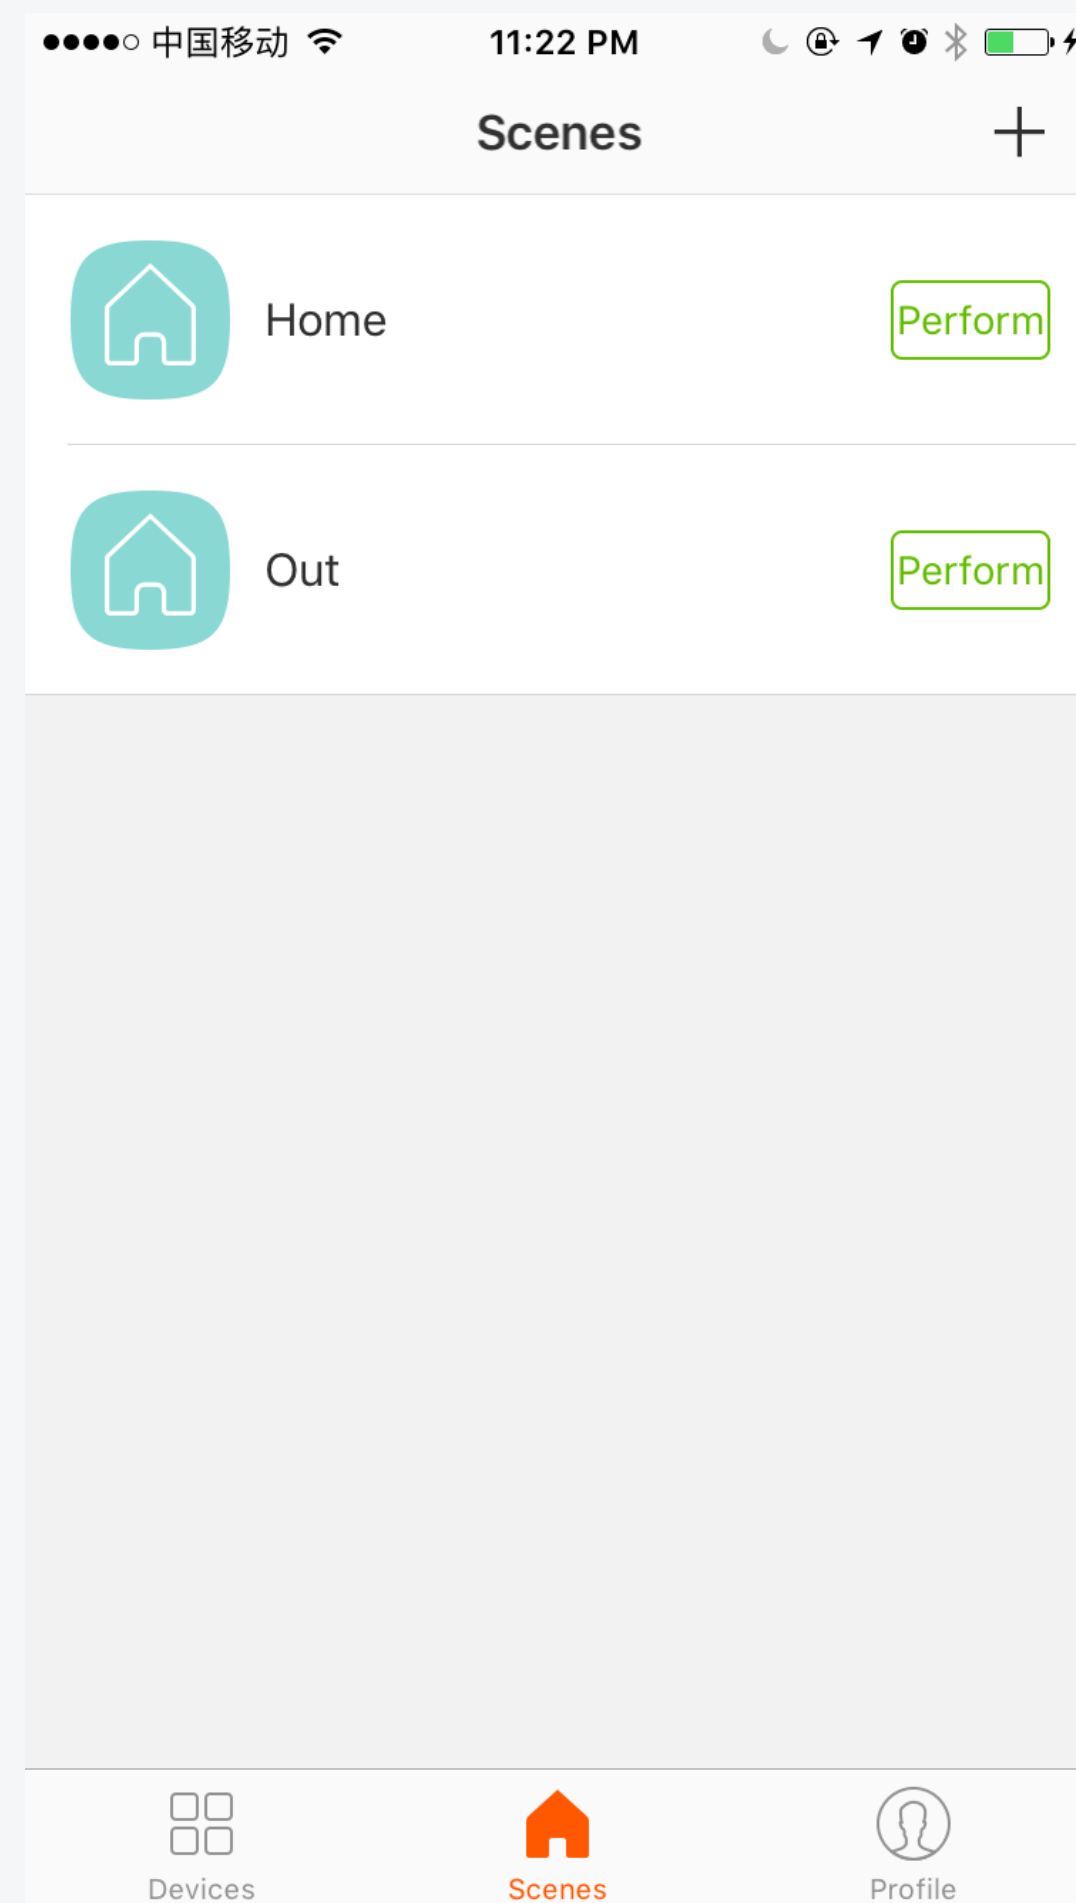 中国移动 11:22 PM
Scenes
Home Perform
Out Perform
Devices Scenes Profile